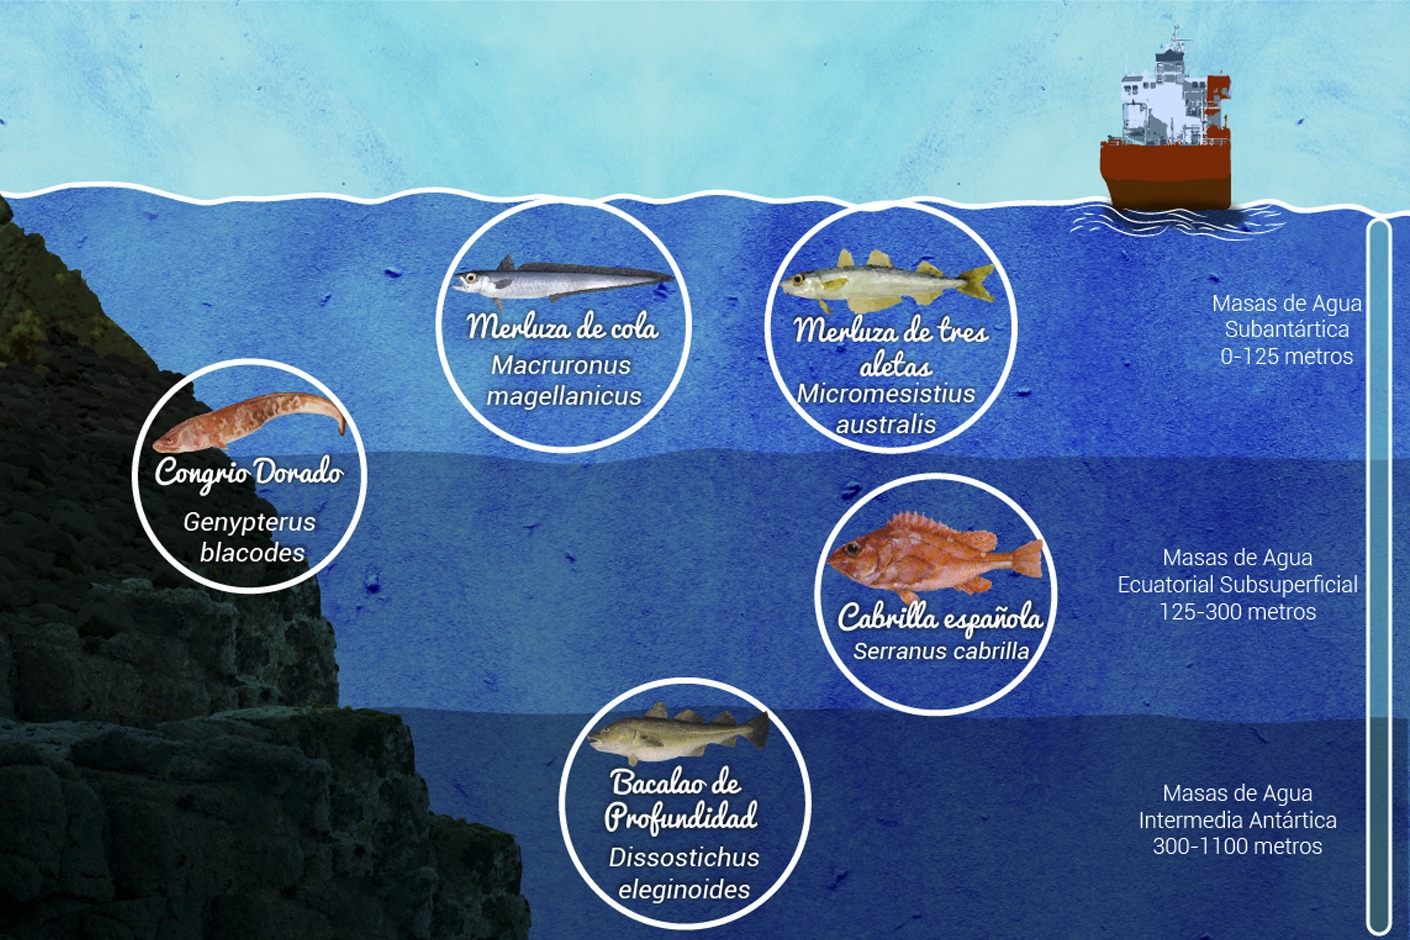 Merluza de cola
Macruronus
magellanicus
Merluza de tres
aletas
Micromesistius
australis
Masas de Agua
Subantártica
0-125 metros
Congrio Dorado
Genypterus
blacodes
Cabrilla española
Serranus cabrilla
Masas de Agua
Ecuatorial Subsuperficial
125-300 metros
Bacalao de
Profundidad
Dissostichus
eleginoides
Masas de Agua
Intermedia Antártica
300-1100 metros